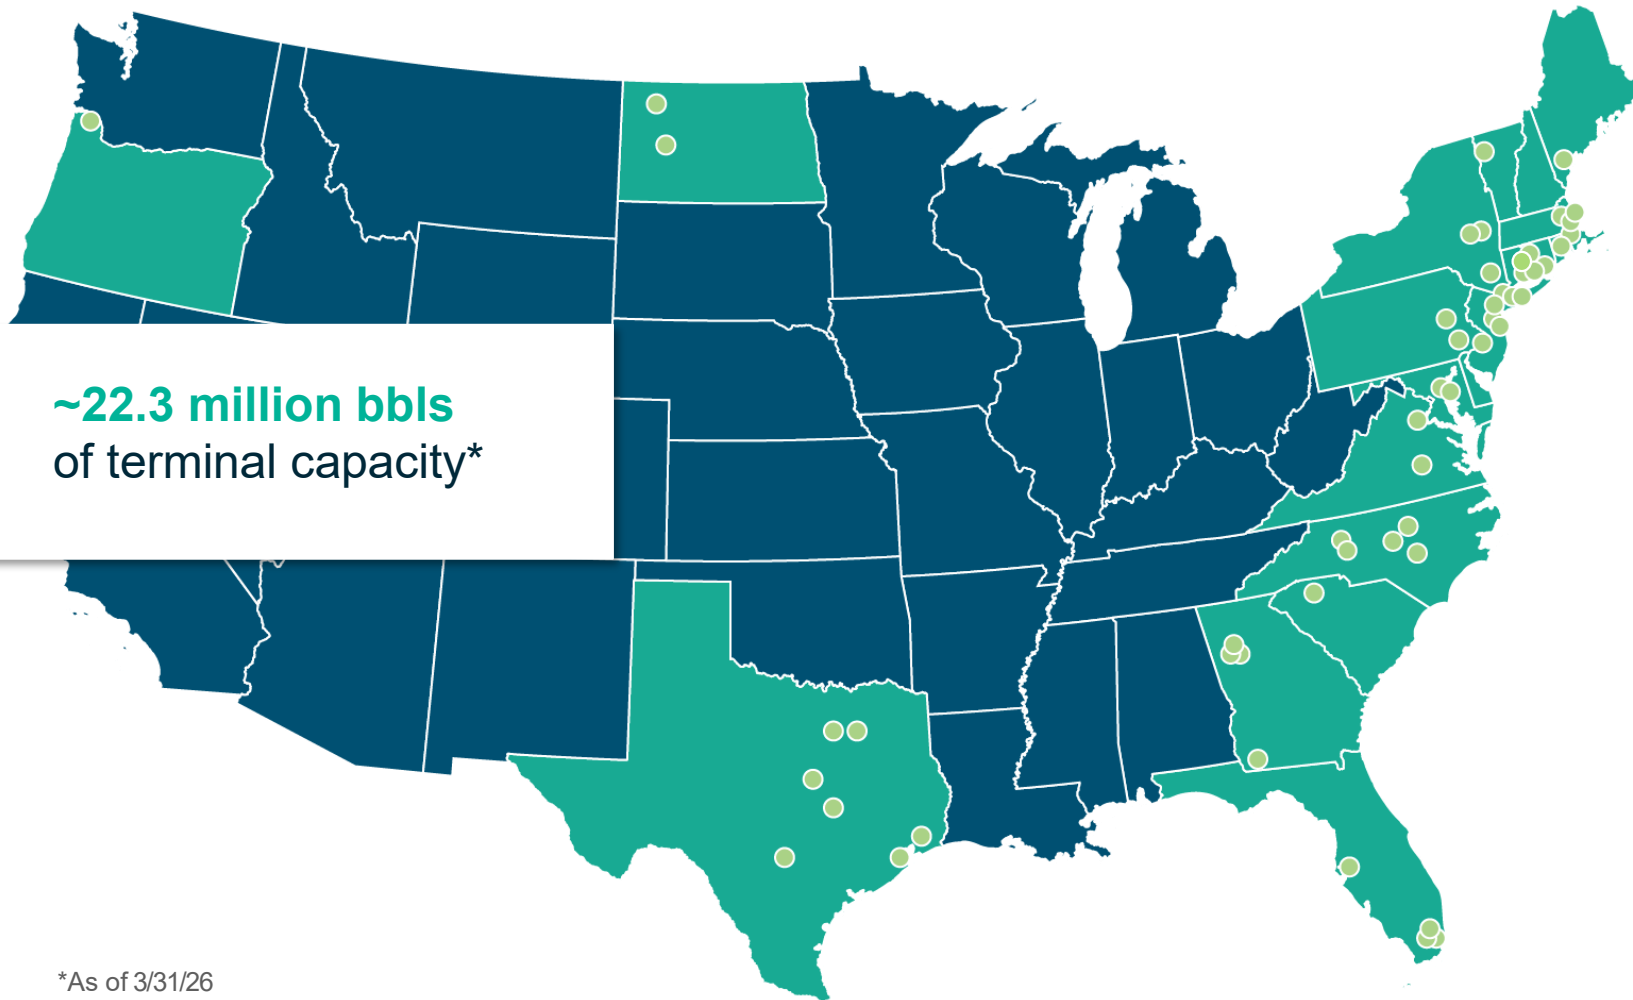 ~22.3 million bbls
of terminal capacity*
*As of 3/31/26